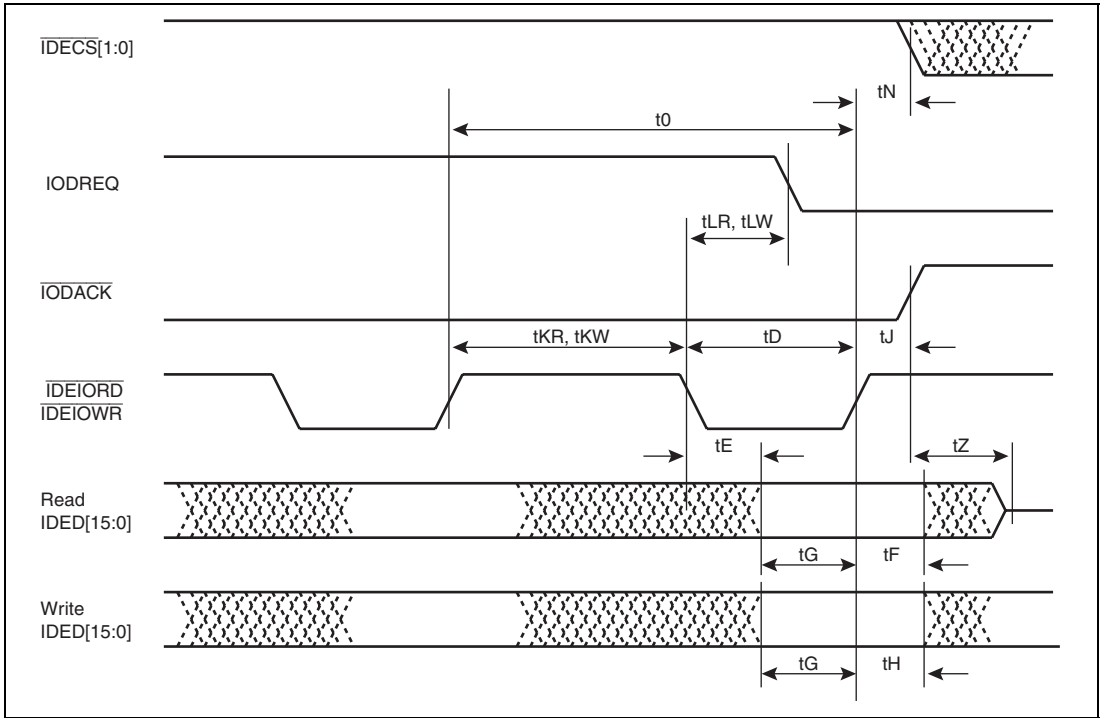 IDECS[1:0]
tN
t0
IODREQ
tLR, tLW
IODACK
tKR, tKW
tD
tJ
IDEIORD
IDEIOWR
tE
tZ
Read
IDED[15:0]
tG
tF
Write
IDED[15:0]
tG
tH